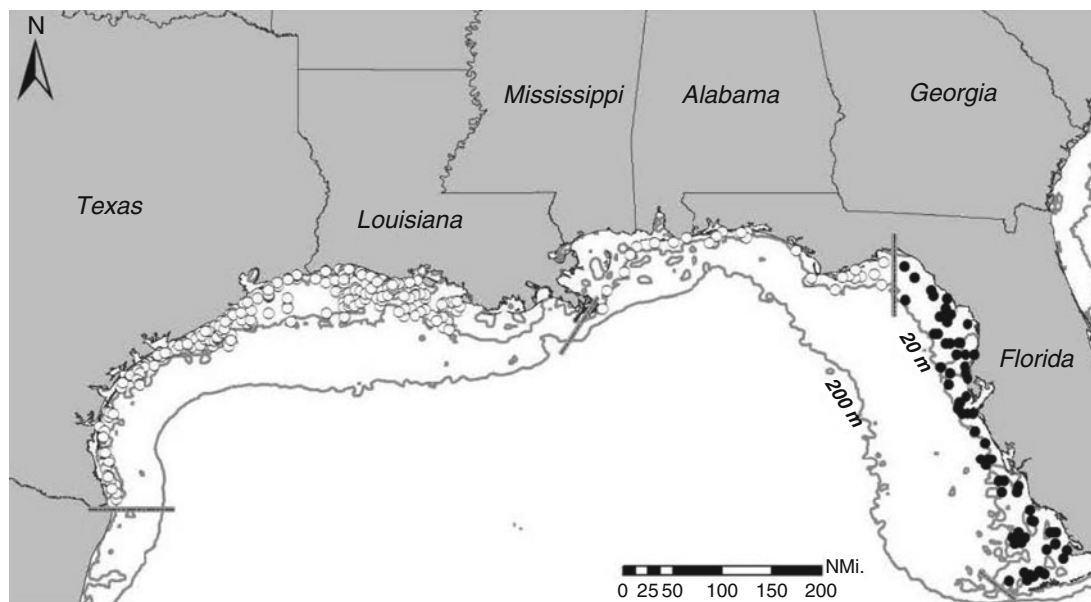 N
Mississippi
Alabama
Georgia
Texas
Louisiana
Florida
20 m
200 m
NMi.
0 25 50 100 150 200